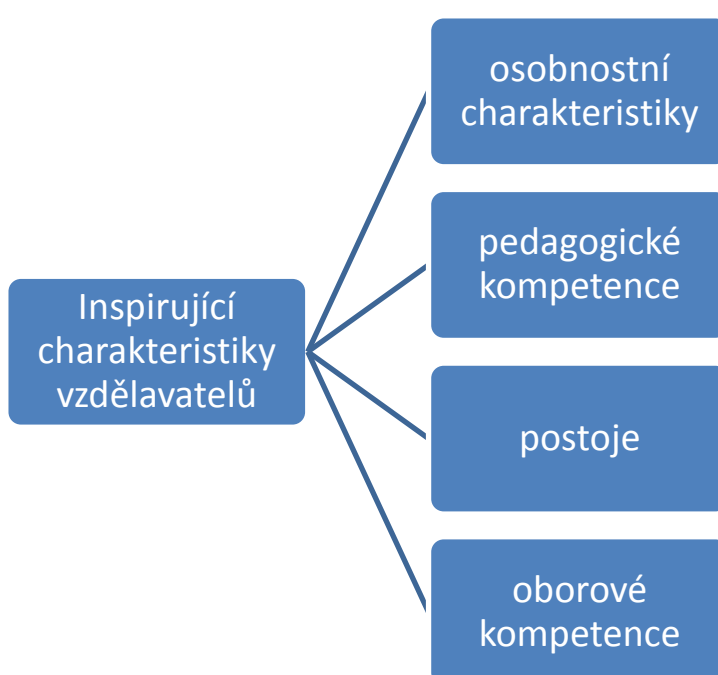 Inspirující
charakteristiky
vzdělavatelů
osobnostní
charakteristiky
pedagogické
kompetence
postoje
oborové
kompetence